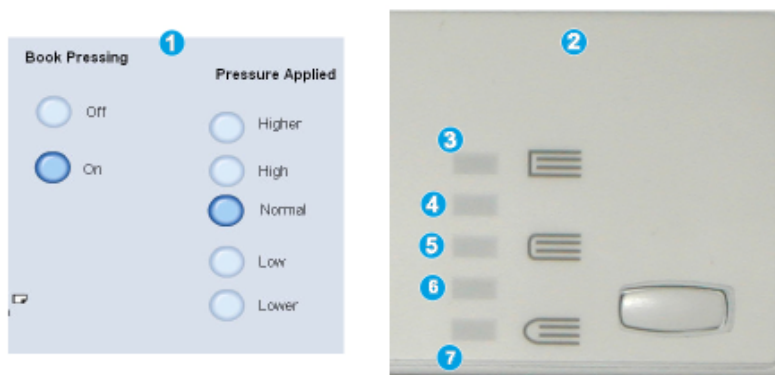 1
Book Pressing
Pressure Applied
Off
Higher
On
High
Normal
Low
Lower
2
3
4
5
6
7